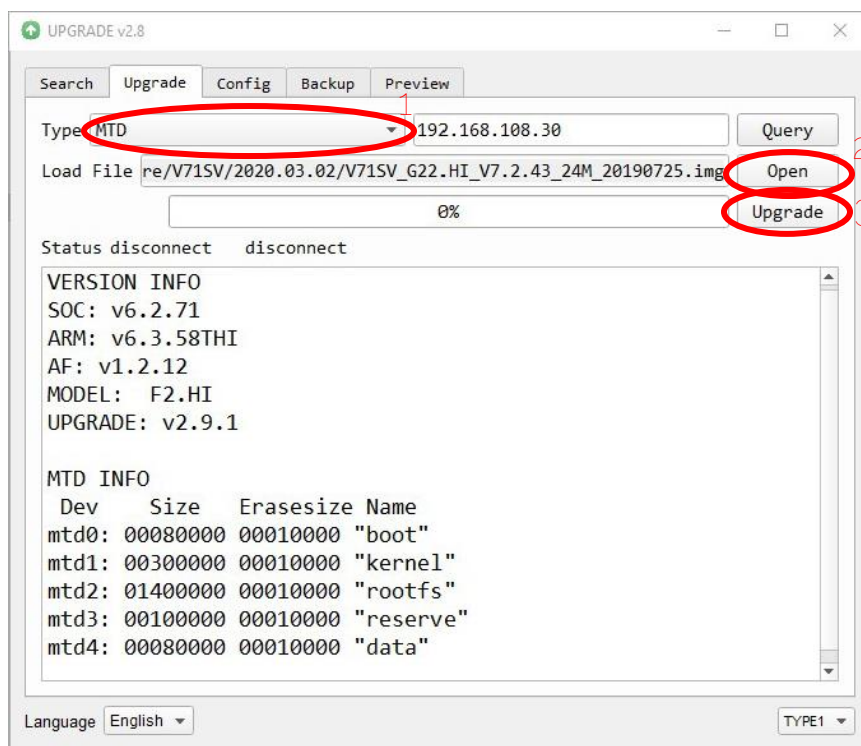 UPGRADE v2.8
Search Upgrade Config Backup Preview
1
Type MTD 192.168.108.30 Query
2
Load File re/V71SV/2020.03.02/V71SV_G22.HI_V7.2.43_24M_20190725.img Open
0% Upgrade
Status disconnect disconnect
VERSION INFO
SOC: v6.2.71
ARM: v6.3.58THI
AF: v1.2.12
MODEL: F2.HI
UPGRADE: v2.9.1
MTD INFO
Dev Size Erasesize Name
mtd0: 00080000 00010000 "boot"
mtd1: 00300000 00010000 "kernel"
mtd2: 01400000 00010000 "rootfs"
mtd3: 00100000 00010000 "reserve"
mtd4: 00080000 00010000 "data"
Language English TYPE1